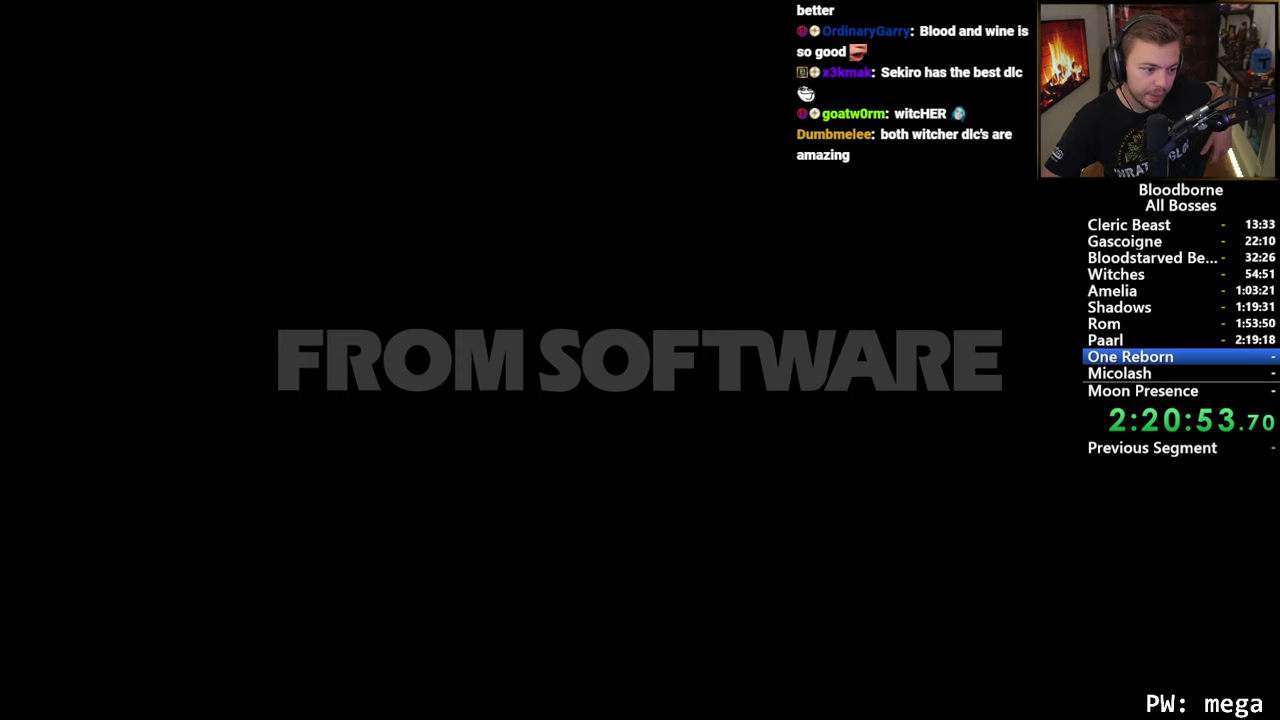 better
OrdinaryGarry: Blood and wine is
so good
x3kmak: Sekiro has the best dlc
goatw0rm: witcHER
Dumbmelee: both witcher dlc's are
amazing
FROM SOFTWARE
Bloodborne
All Bosses
Cleric Beast - 13:33
Gascoigne - 22:10
Bloodstarved Be... - 32:26
Witches - 54:51
Amelia - 1:03:21
Shadows - 1:19:31
Rom - 1:53:50
Paarl - 2:19:18
One Reborn -
Micolash -
Moon Presence -
2:20:53.70
Previous Segment -
PW: mega